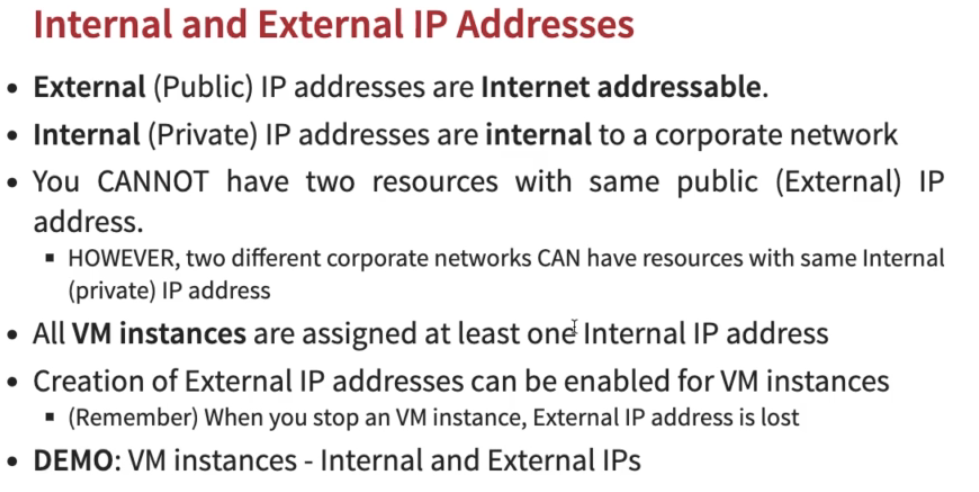 Internal and External IP Addresses
• External (Public) IP addresses are Internet addressable.
• Internal (Private) IP addresses are internal to a corporate network
• You CANNOT have two resources with same public (External) IP
address.
▪ HOWEVER, two different corporate networks CAN have resources with same Internal
(private) IP address
• All VM instances are assigned at least one Internal IP address
• Creation of External IP addresses can be enabled for VM instances
▪ (Remember) When you stop an VM instance, External IP address is lost
• DEMO: VM instances - Internal and External IPs